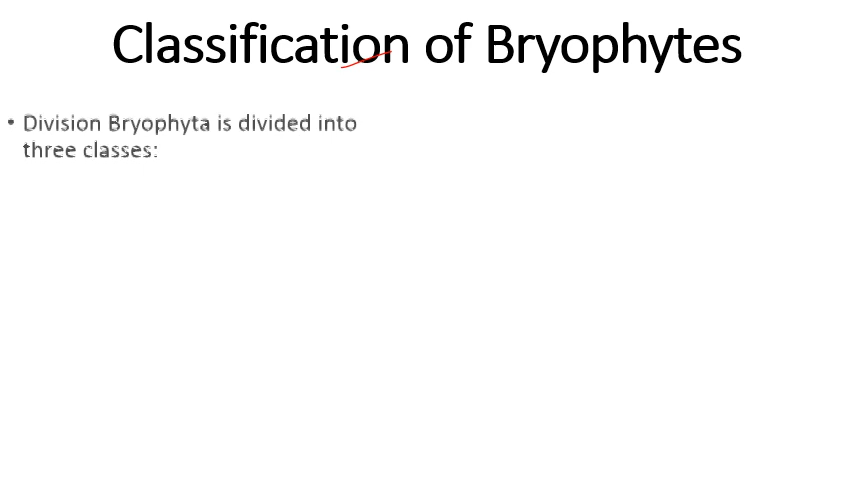 Classification of Bryophytes
• Division Bryophyta is divided into
three classes: